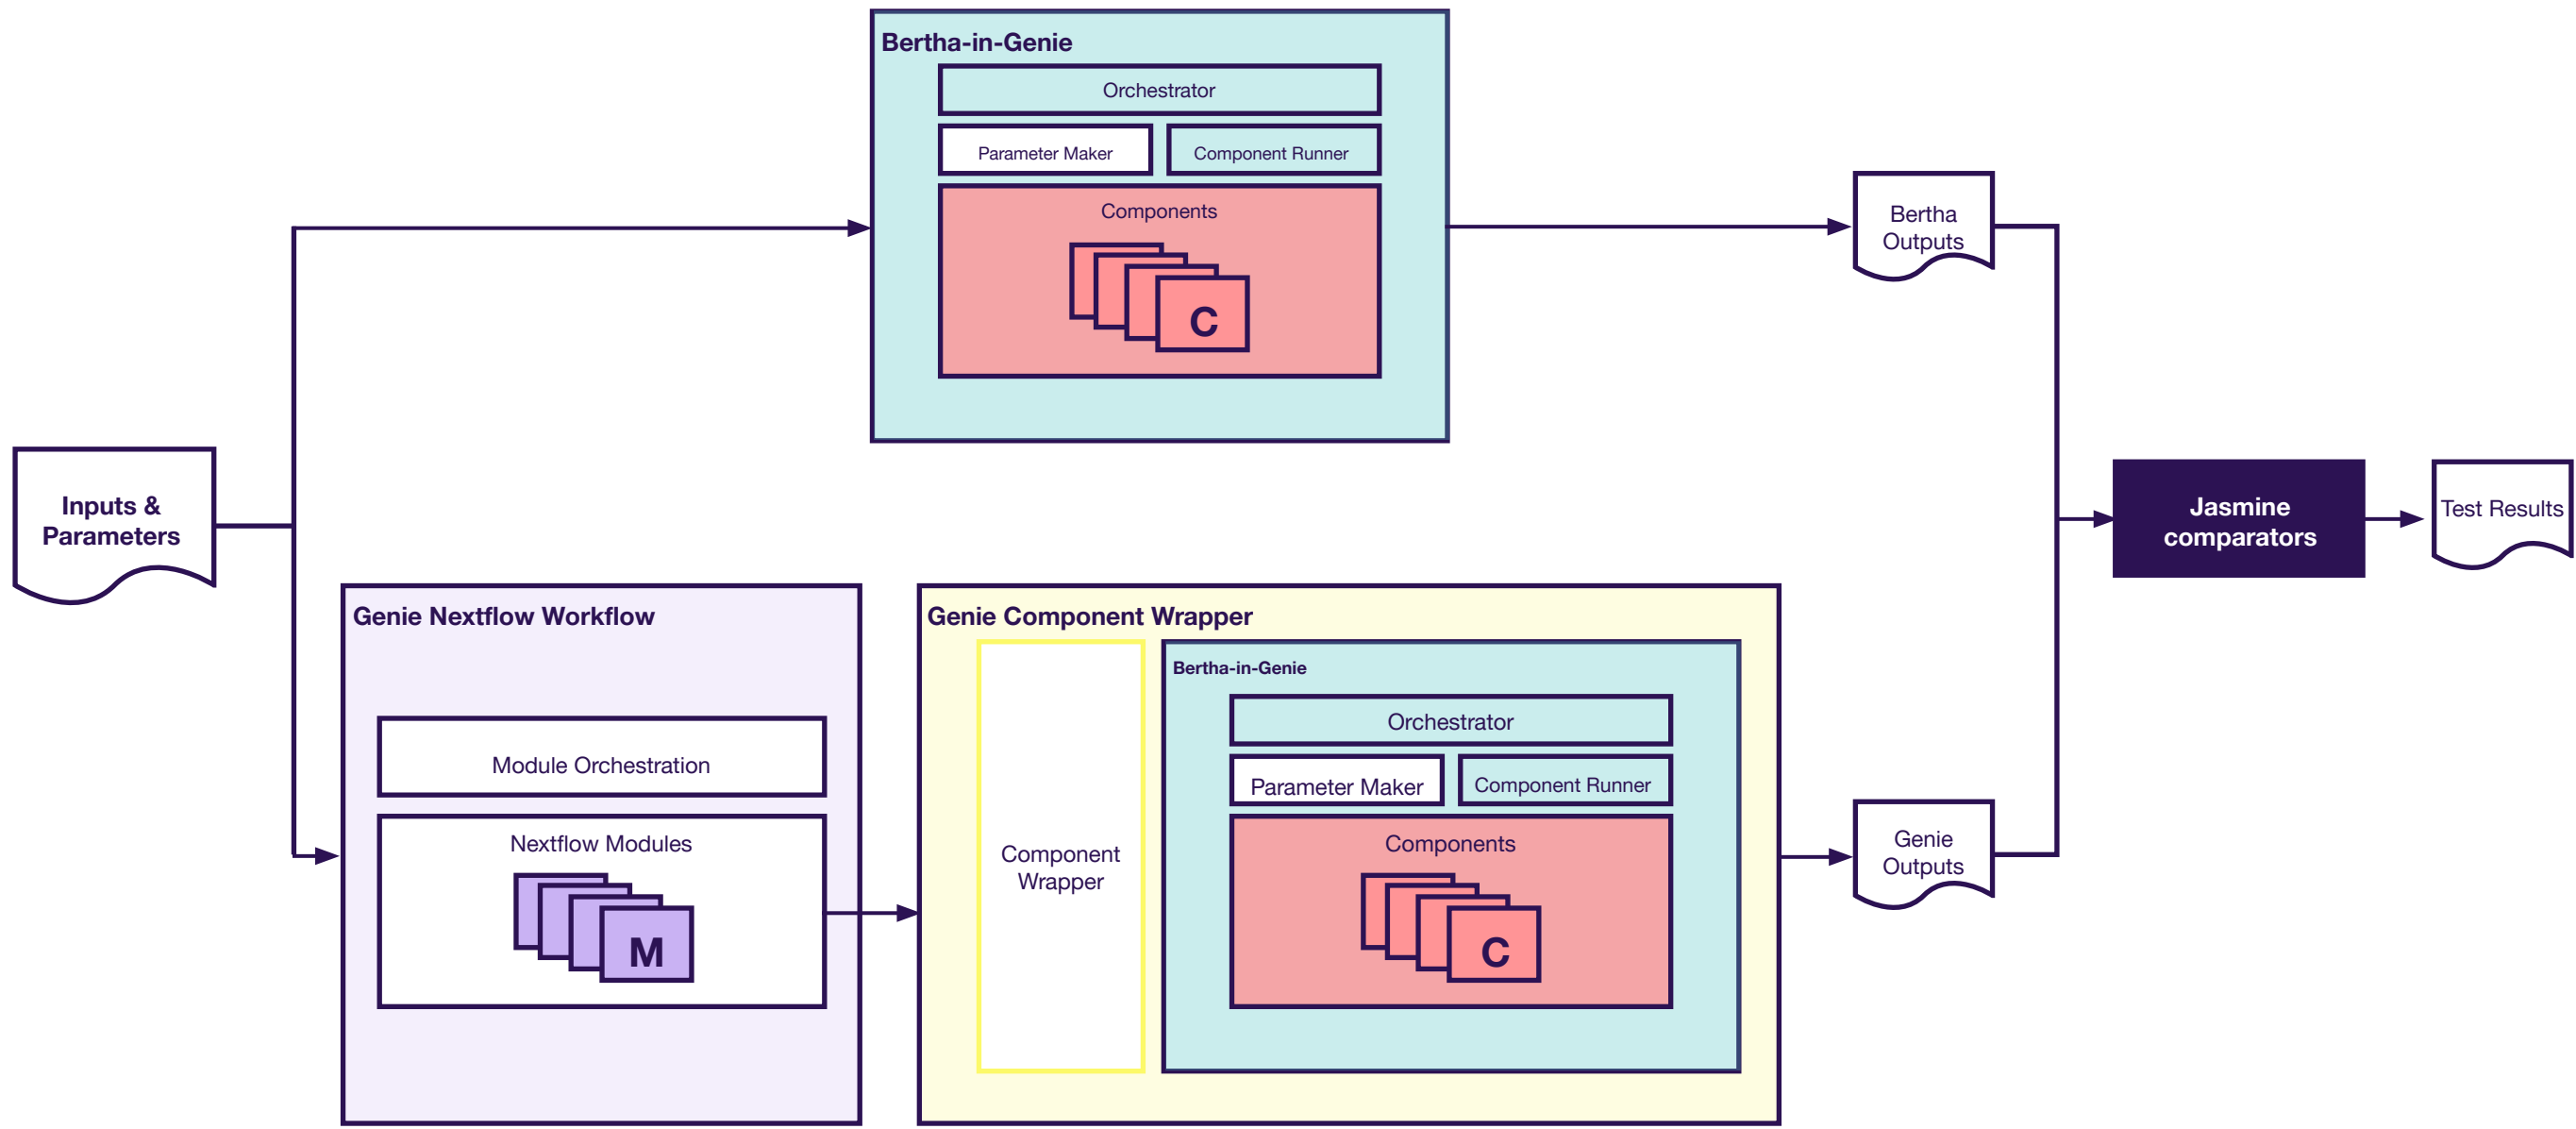 Bertha-in-Genie
Orchestrator
Parameter Maker
Component Runner
Components
C
Bertha
Outputs
Inputs &
Parameters
Jasmine
comparators
Test Results
Genie Nextflow Workflow
Module Orchestration
Nextflow Modules
M
Genie Component Wrapper
Component
Wrapper
Bertha-in-Genie
Orchestrator
Parameter Maker
Component Runner
Components
C
Genie
Outputs